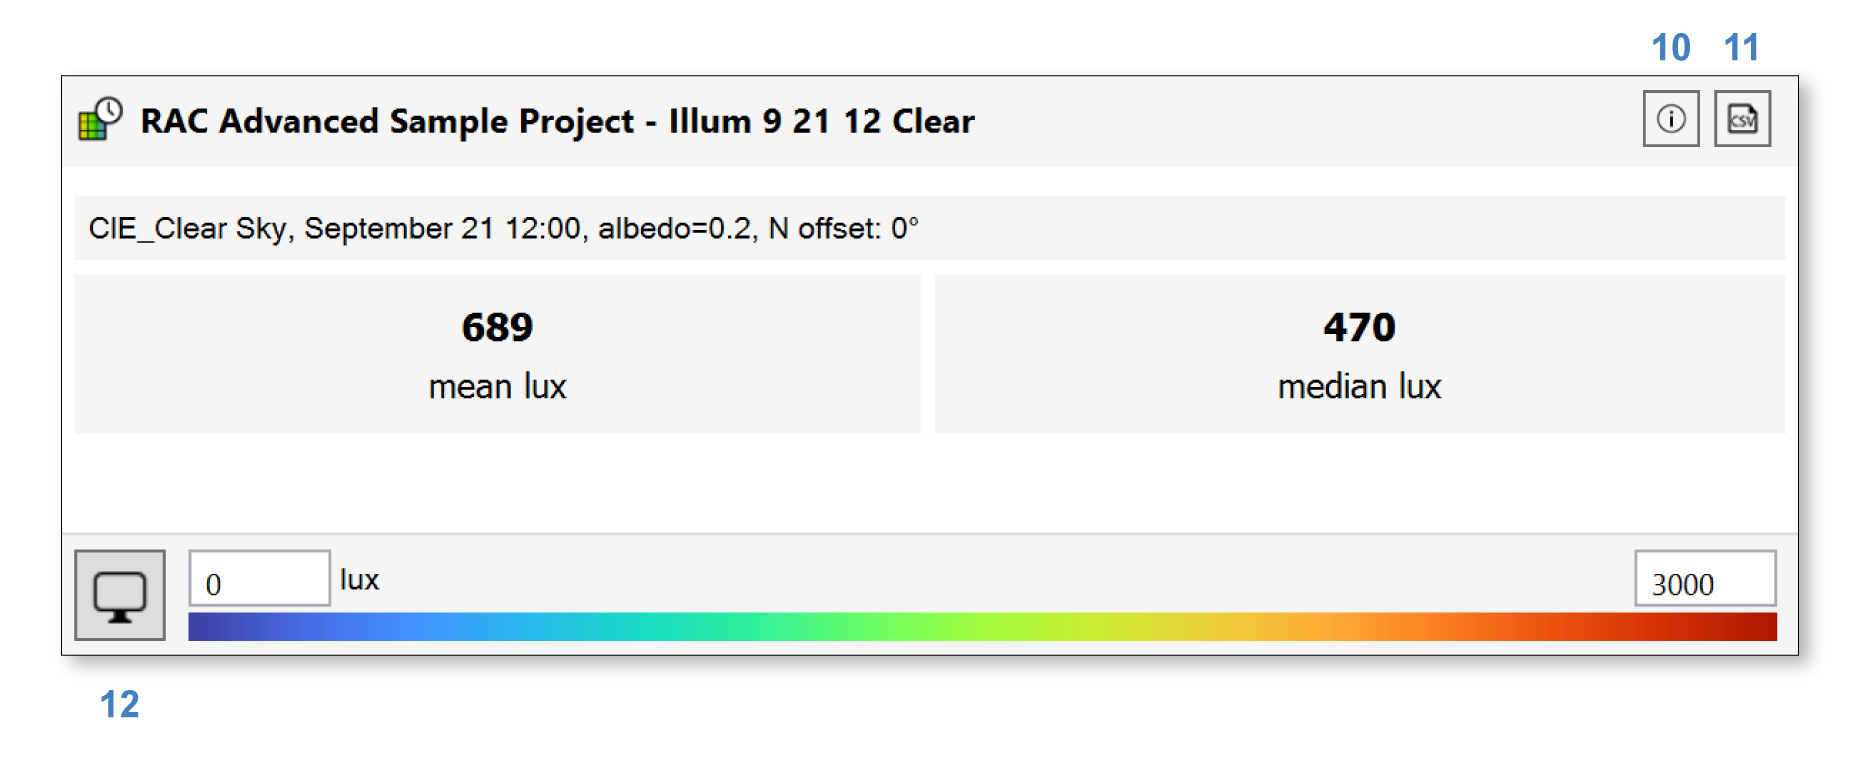 10 11
RAC Advanced Sample Project - Illum 9 21 12 Clear
CSV
CIE_Clear Sky, September 21 12:00, albedo=0.2, N offset: 0°
689
mean lux
470
median lux
0 lux
3000
12